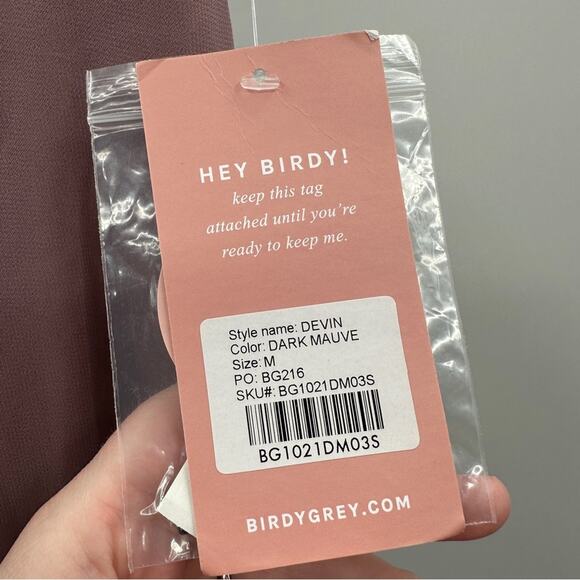 HEY BIRDY!
keep this tag
attached until you're
ready to keep me.
Style name: DEVIN
Color: DARK MAUVE
Size: M
PO: BG216
SKU#: BG1021DM03S
BG1021DM03S
BIRDYGREY.COM